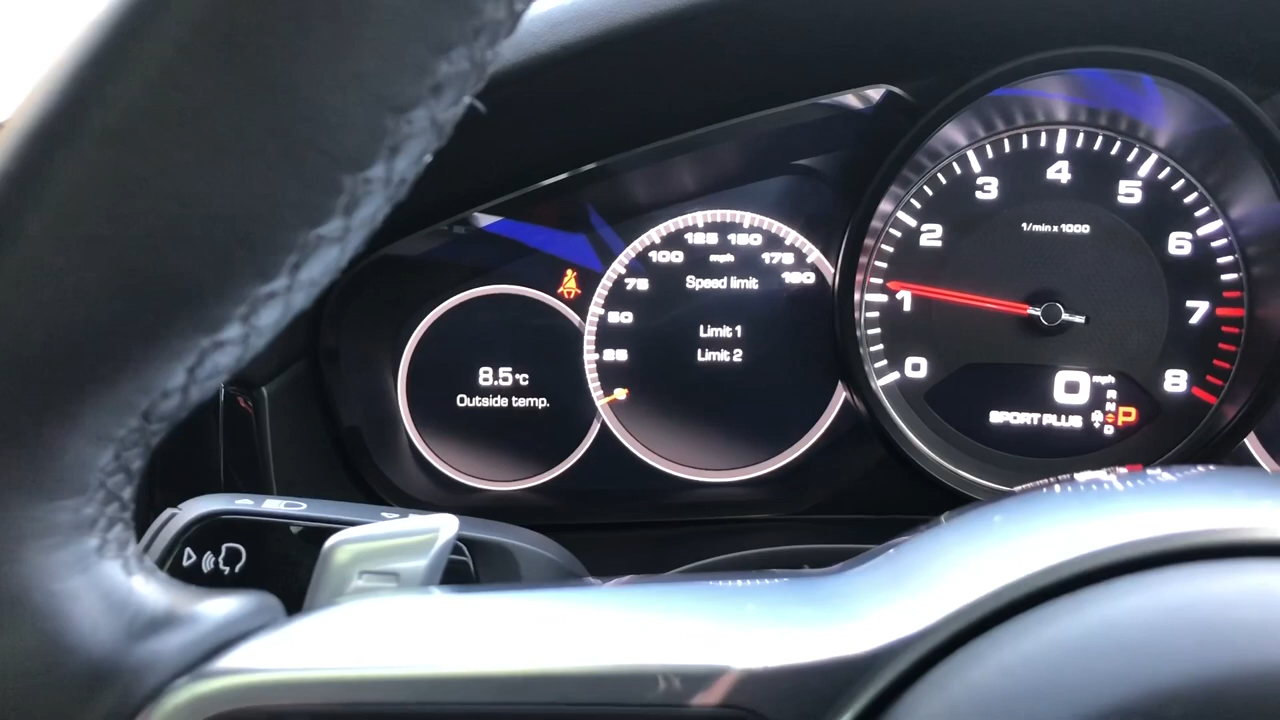 8.5°C
Outside temp.
25
50
75
100
125
150
175
190
mph
Speed limit
Limit 1
Limit 2
0
1
2
3
4
5
6
7
8
1/min x 1000
0 mph
SPORT PLUS
R
N
D
P